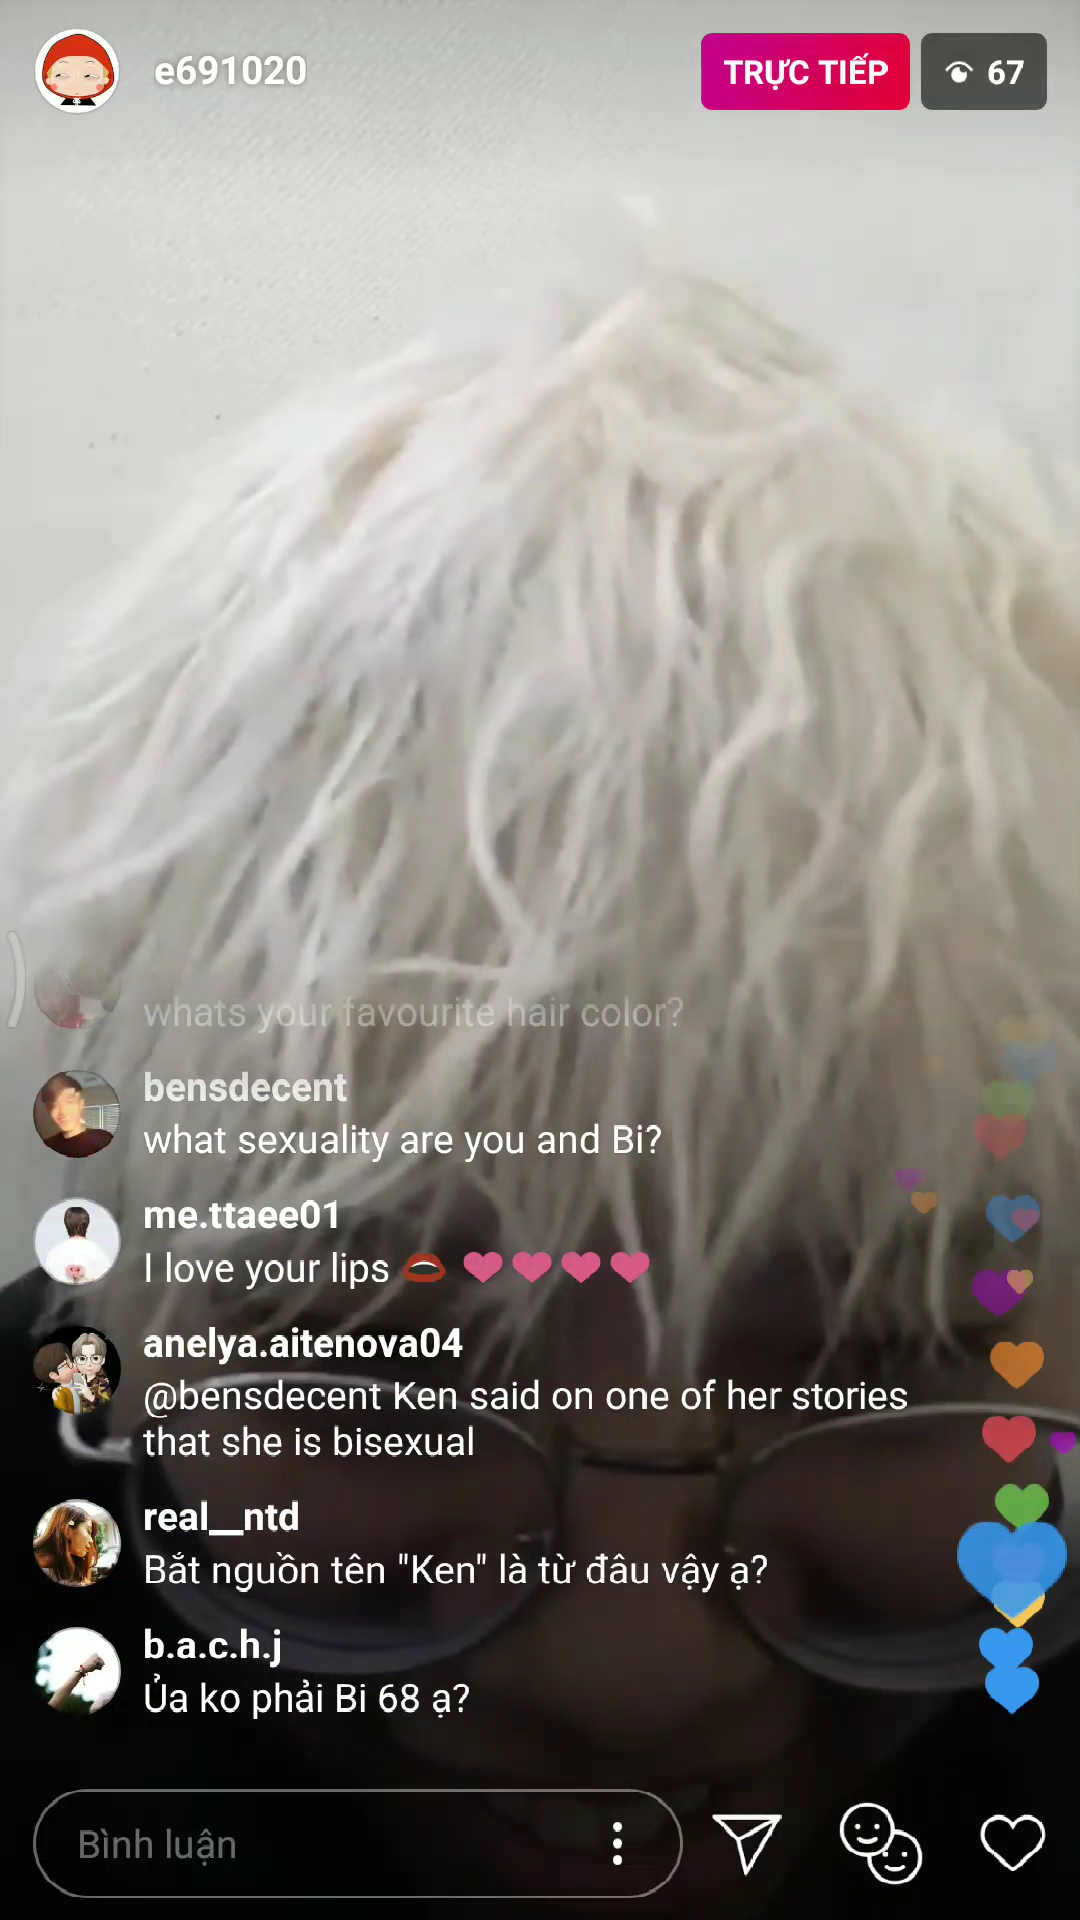 e691020
TRỰC TIẾP
67
whats your favourite hair color?
bensdecent
what sexuality are you and Bi?
me.ttaee01
I love your lips 👄 💗 💗 💗 💗
anelya.aitenova04
@bensdecent Ken said on one of her stories
that she is bisexual
real__ntd
Bắt nguồn tên "Ken" là từ đâu vậy ạ?
b.a.c.h.j
Ủa ko phải Bi 68 ạ?
Bình luận